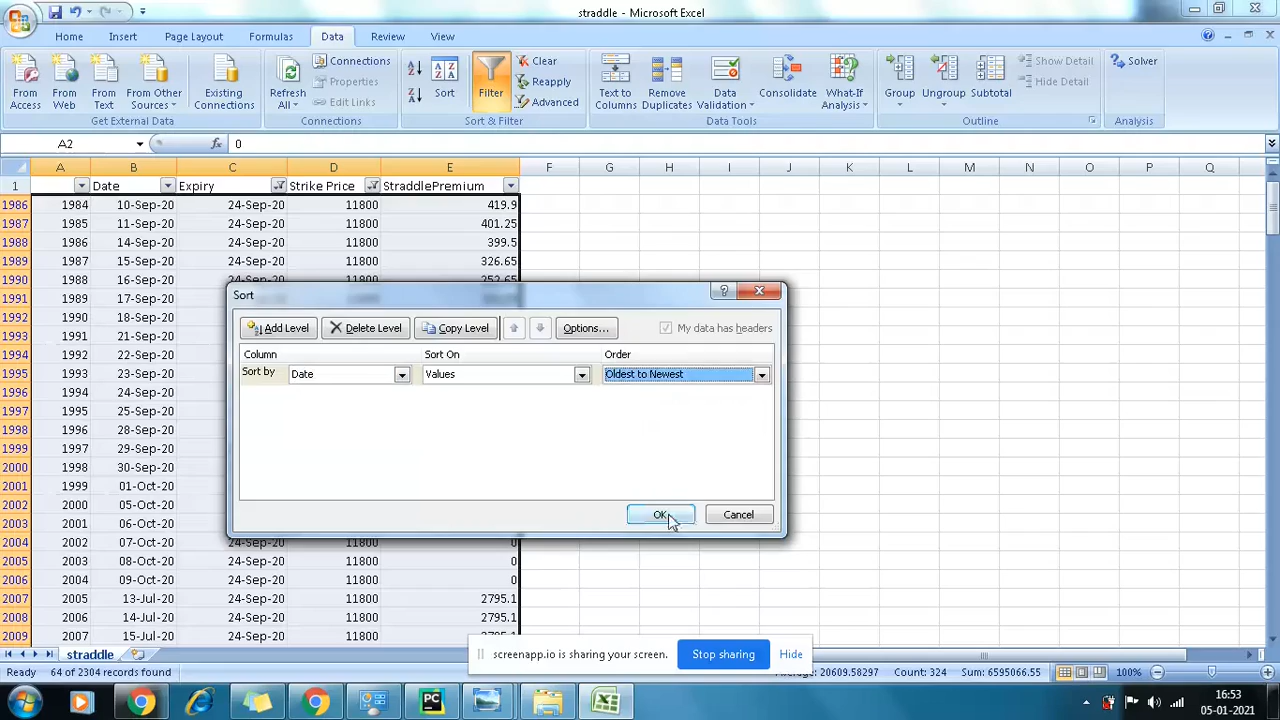 straddle - Microsoft Excel
Home Insert Page Layout Formulas Data Review View
From Access From Web From Text From Other Sources Existing Connections Refresh All Connections Properties Edit Links Sort Filter Clear Reapply Advanced Text to Columns Remove Duplicates Data Validation Consolidate What-If Analysis Group Ungroup Subtotal Show Detail Hide Detail Solver
Get External Data Connections Sort & Filter Data Tools Outline Analysis
A2 fx 0
A B C D E F G H I J K L M N O P Q
1 Date Expiry Strike Price StraddlePremium
1986 1984 10-Sep-20 24-Sep-20 11800 419.9
1987 1985 11-Sep-20 24-Sep-20 11800 401.25
1988 1986 14-Sep-20 24-Sep-20 11800 399.5
1989 1987 15-Sep-20 24-Sep-20 11800 326.65
1990 1988 16-Sep-20 24-Sep-20 11800 252.65
1991 1989 17-Sep-20
Sort
1992 1990 18-Sep-20
Add Level Delete Level Copy Level Options... My data has headers
1993 1991 21-Sep-20
1994 1992 22-Sep-20
Column Sort On Order
1995 1993 23-Sep-20
Sort by Date Values Oldest to Newest
1996 1994 24-Sep-20
1997 1995 25-Sep-20
1998 1996 28-Sep-20
1999 1997 29-Sep-20
2000 1998 30-Sep-20
2001 1999 01-Oct-20
2002 2000 05-Oct-20
OK Cancel
2003 2001 06-Oct-20
2004 2002 07-Oct-20 24-Sep-20 11800 0
2005 2003 08-Oct-20 24-Sep-20 11800 0
2006 2004 09-Oct-20 24-Sep-20 11800 0
2007 2005 13-Jul-20 24-Sep-20 11800 2795.1
2008 2006 14-Jul-20 24-Sep-20 11800 2795.1
2009 2007 15-Jul-20 24-Sep-20 11800 2795.1
straddle
screenapp.io is sharing your screen. Stop sharing Hide
Ready 64 of 2304 records found Average: 20609.58297 Count: 324 Sum: 6595066.55 100%
PC
16:53
05-01-2021